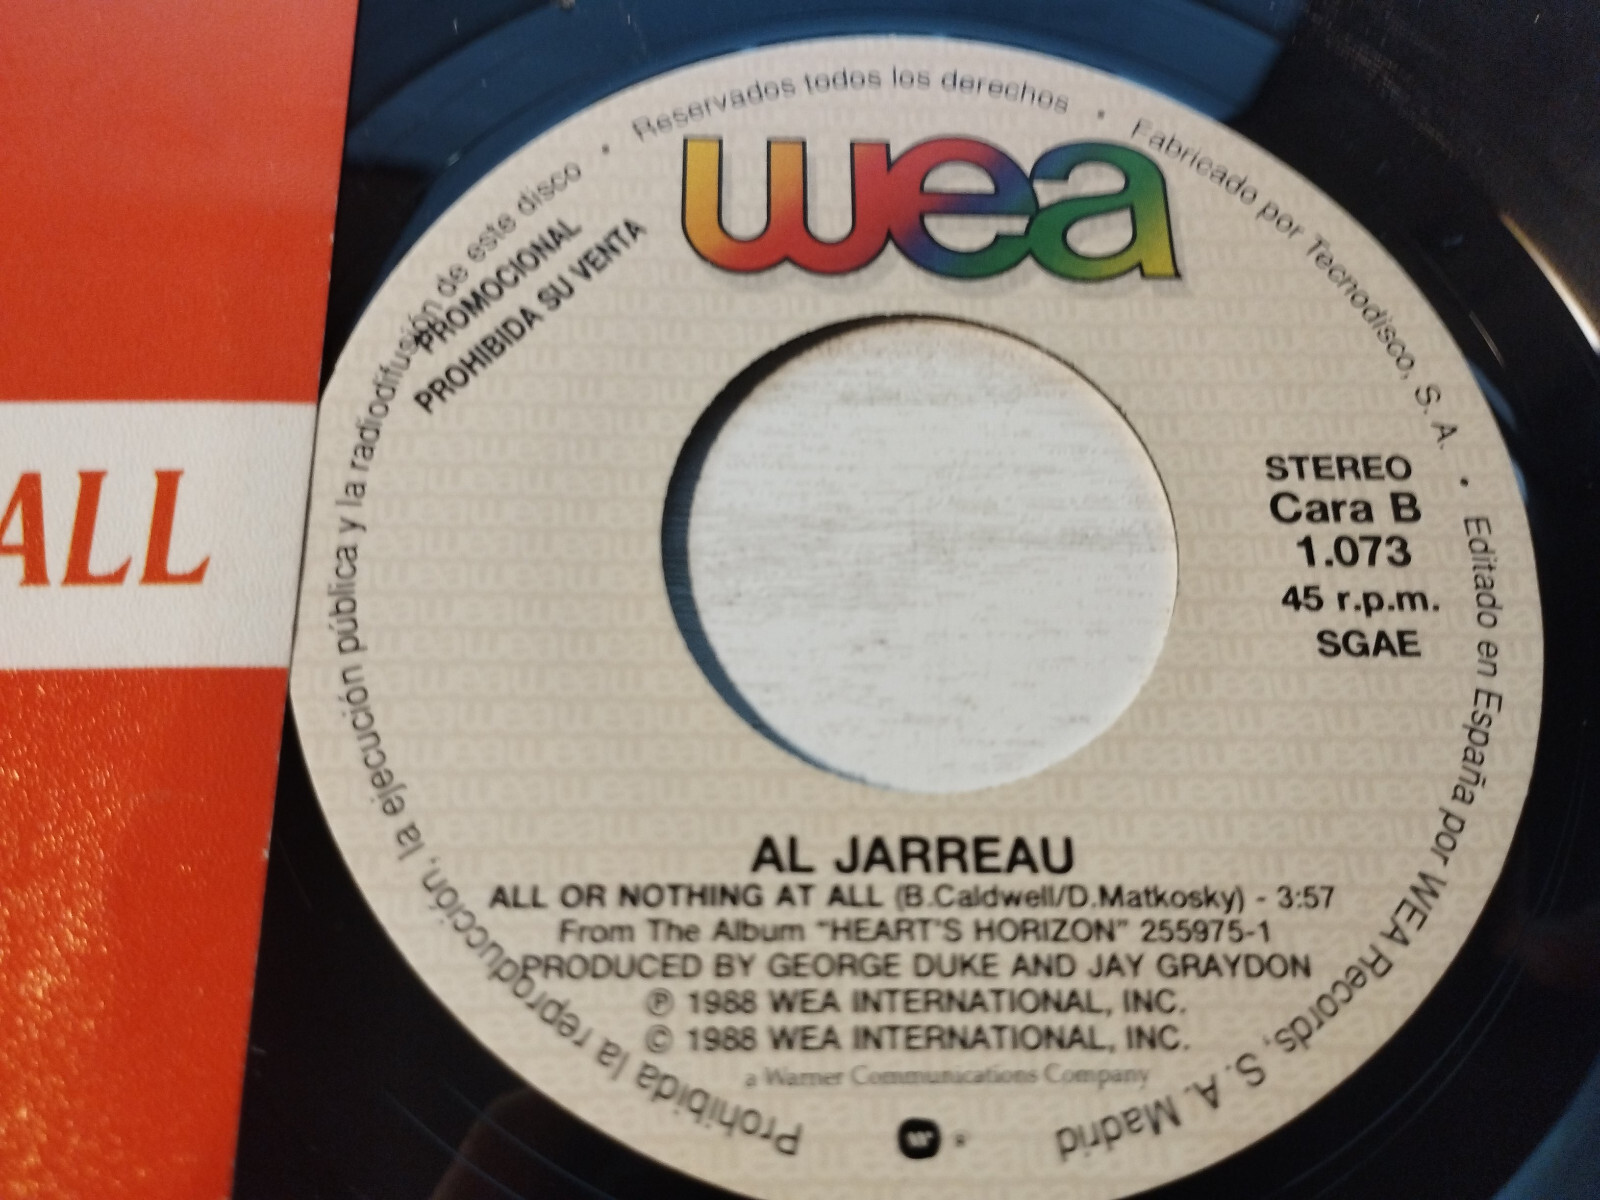 ALL
Prohibida la reproducción, la ejecución pública y la radiodifusión de este disco • Reservados todos los derechos • Fabricado por Tecnodisco, S. A. • Editado en España por WEA Records, S. A. Madrid
wea
PROMOCIONAL
PROHIBIDA SU VENTA
STEREO
Cara B
1.073
45 r.p.m.
SGAE
AL JARREAU
ALL OR NOTHING AT ALL (B.Caldwell/D.Matkosky) - 3:57
From The Album "HEART'S HORIZON" 255975-1
PRODUCED BY GEORGE DUKE AND JAY GRAYDON
℗ 1988 WEA INTERNATIONAL, INC.
© 1988 WEA INTERNATIONAL, INC.
a Warner Communications Company